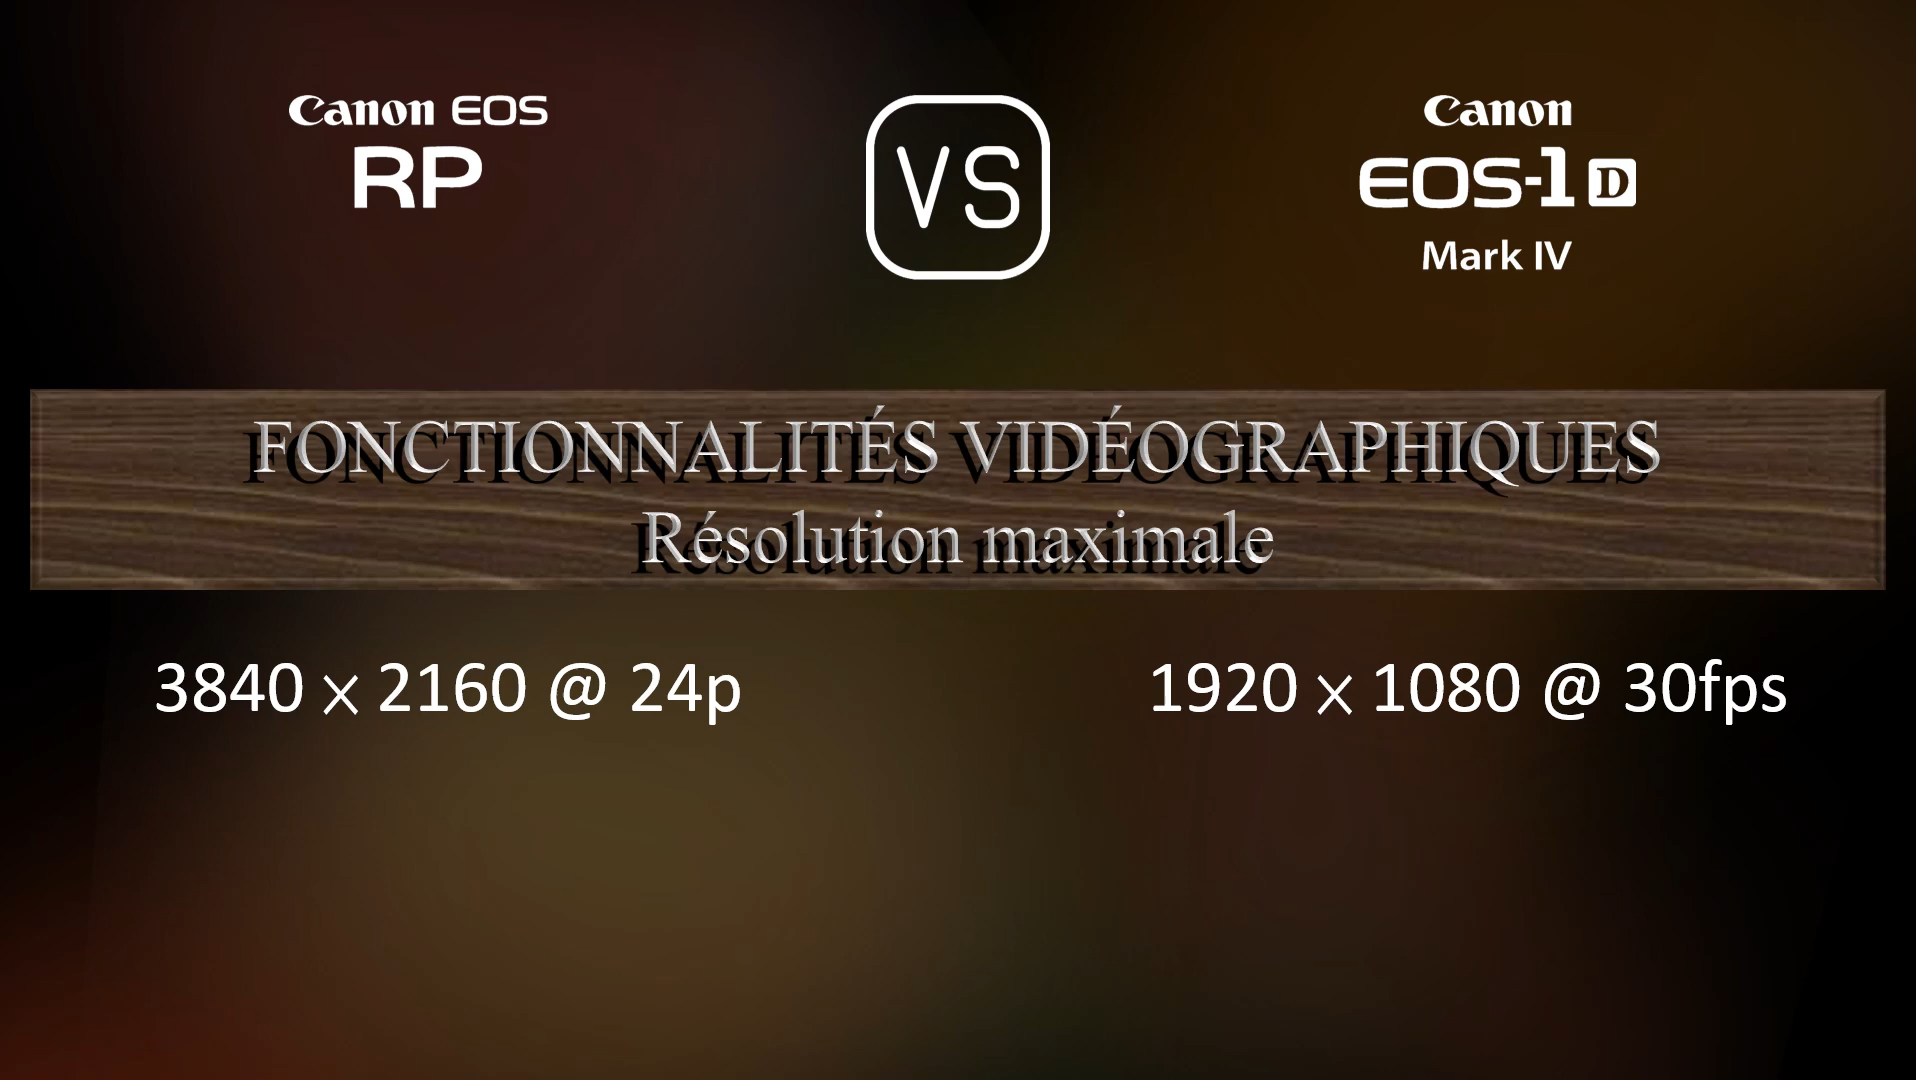 Canon EOS
RP
VS
Canon
EOS-1D
Mark IV
FONCTIONNALITÉS VIDÉOGRAPHIQUES
Résolution maximale
3840 x 2160 @ 24p
1920 x 1080 @ 30fps